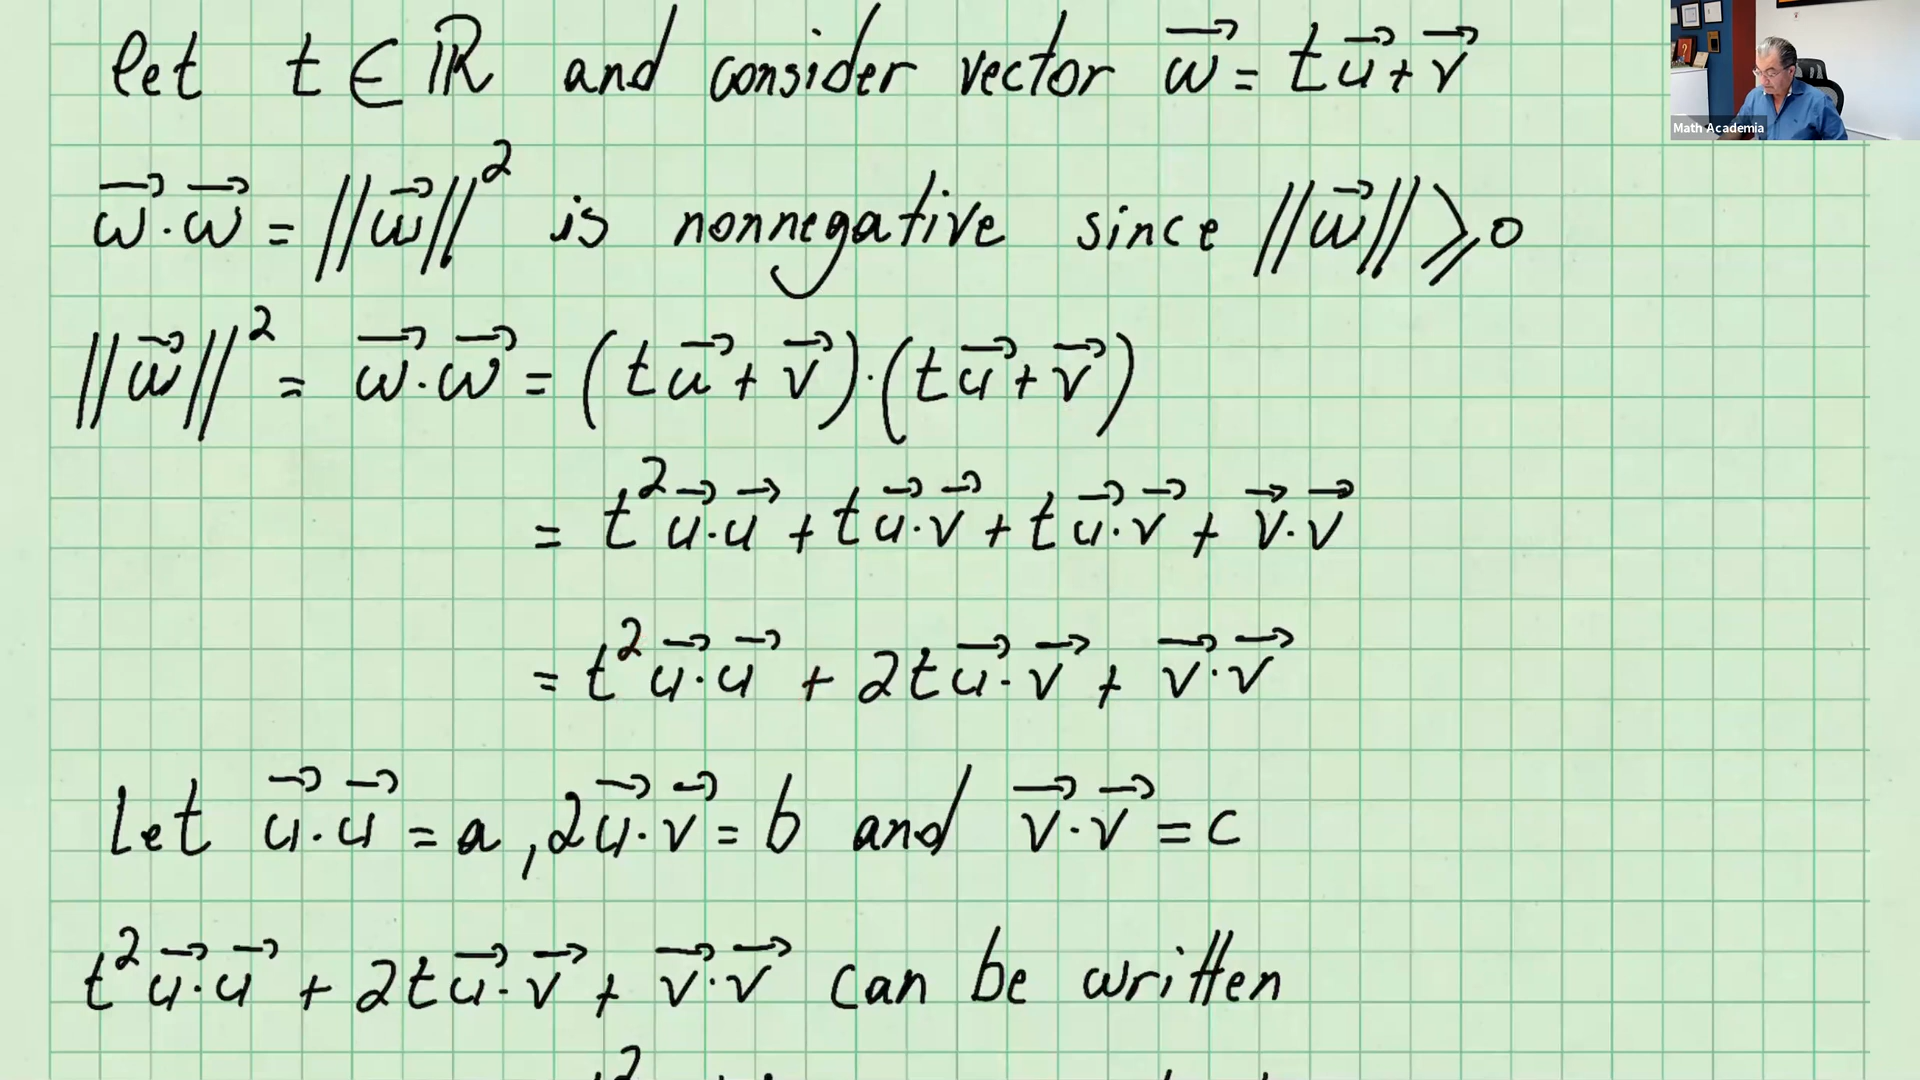 let t ∈ ℝ and consider vector w⃗ = tu⃗ + v⃗
Math Academia
w⃗·w⃗ = ||w⃗||² is nonnegative since ||w⃗|| ⩾ 0
||w⃗||² = w⃗·w⃗ = (tu⃗ + v⃗)·(tu⃗ + v⃗)
= t²u⃗·u⃗ + tu⃗·v⃗ + tu⃗·v⃗ + v⃗·v⃗
= t²u⃗·u⃗ + 2tu⃗·v⃗ + v⃗·v⃗
Let u⃗·u⃗ = a, 2u⃗·v⃗ = b and v⃗·v⃗ = c
t²u⃗·u⃗ + 2tu⃗·v⃗ + v⃗·v⃗ can be written